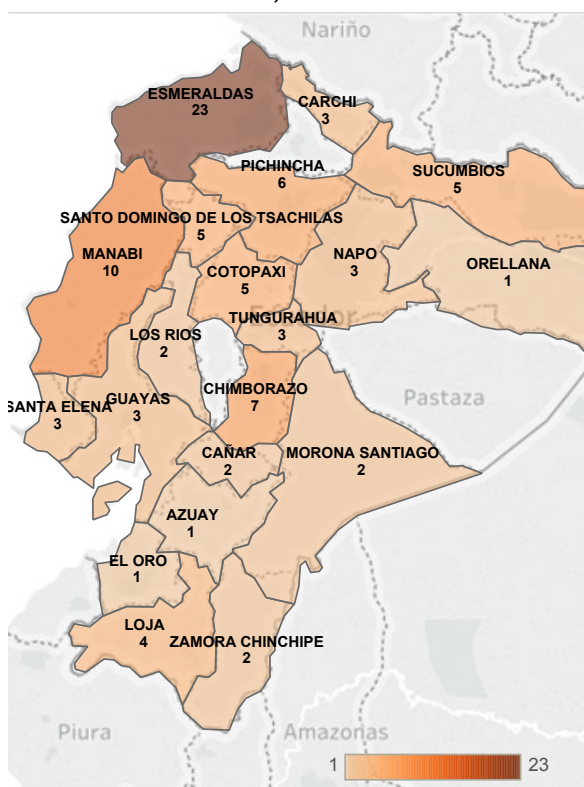 Nariño
ESMERALDAS
23
CARCHI
3
PICHINCHA
6
SUCUMBIOS
5
SANTO DOMINGO DE LOS TSACHILAS
5
MANABI
10
NAPO
3
ORELLANA
1
COTOPAXI
5
Ecuador
TUNGURAHUA
3
LOS RIOS
2
CHIMBORAZO
7
Pastaza
SANTA ELENA
3
GUAYAS
3
CAÑAR
2
MORONA SANTIAGO
2
AZUAY
1
EL ORO
1
LOJA
4
ZAMORA CHINCHIPE
2
Piura
Amazonas
1 23